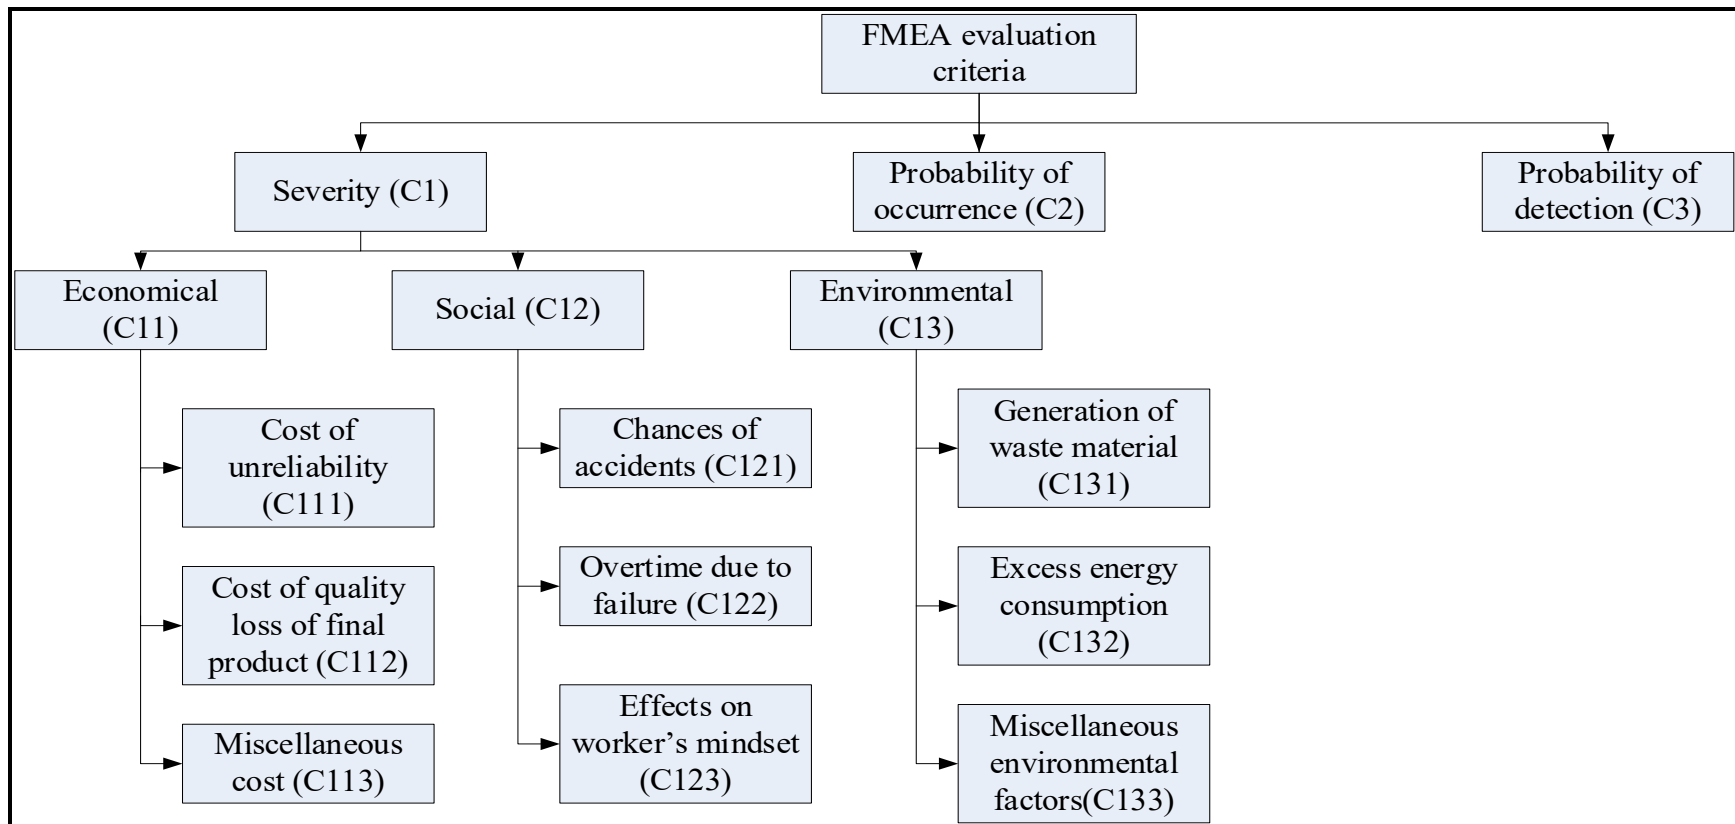 FMEA evaluation
criteria
Severity (C1)
Probability of
occurrence (C2)
Probability of
detection (C3)
Economical
(C11)
Social (C12)
Environmental
(C13)
Cost of
unreliability
(C111)
Cost of quality
loss of final
product (C112)
Miscellaneous
cost (C113)
Chances of
accidents (C121)
Overtime due to
failure (C122)
Effects on
worker’s mindset
(C123)
Generation of
waste material
(C131)
Excess energy
consumption
(C132)
Miscellaneous
environmental
factors(C133)